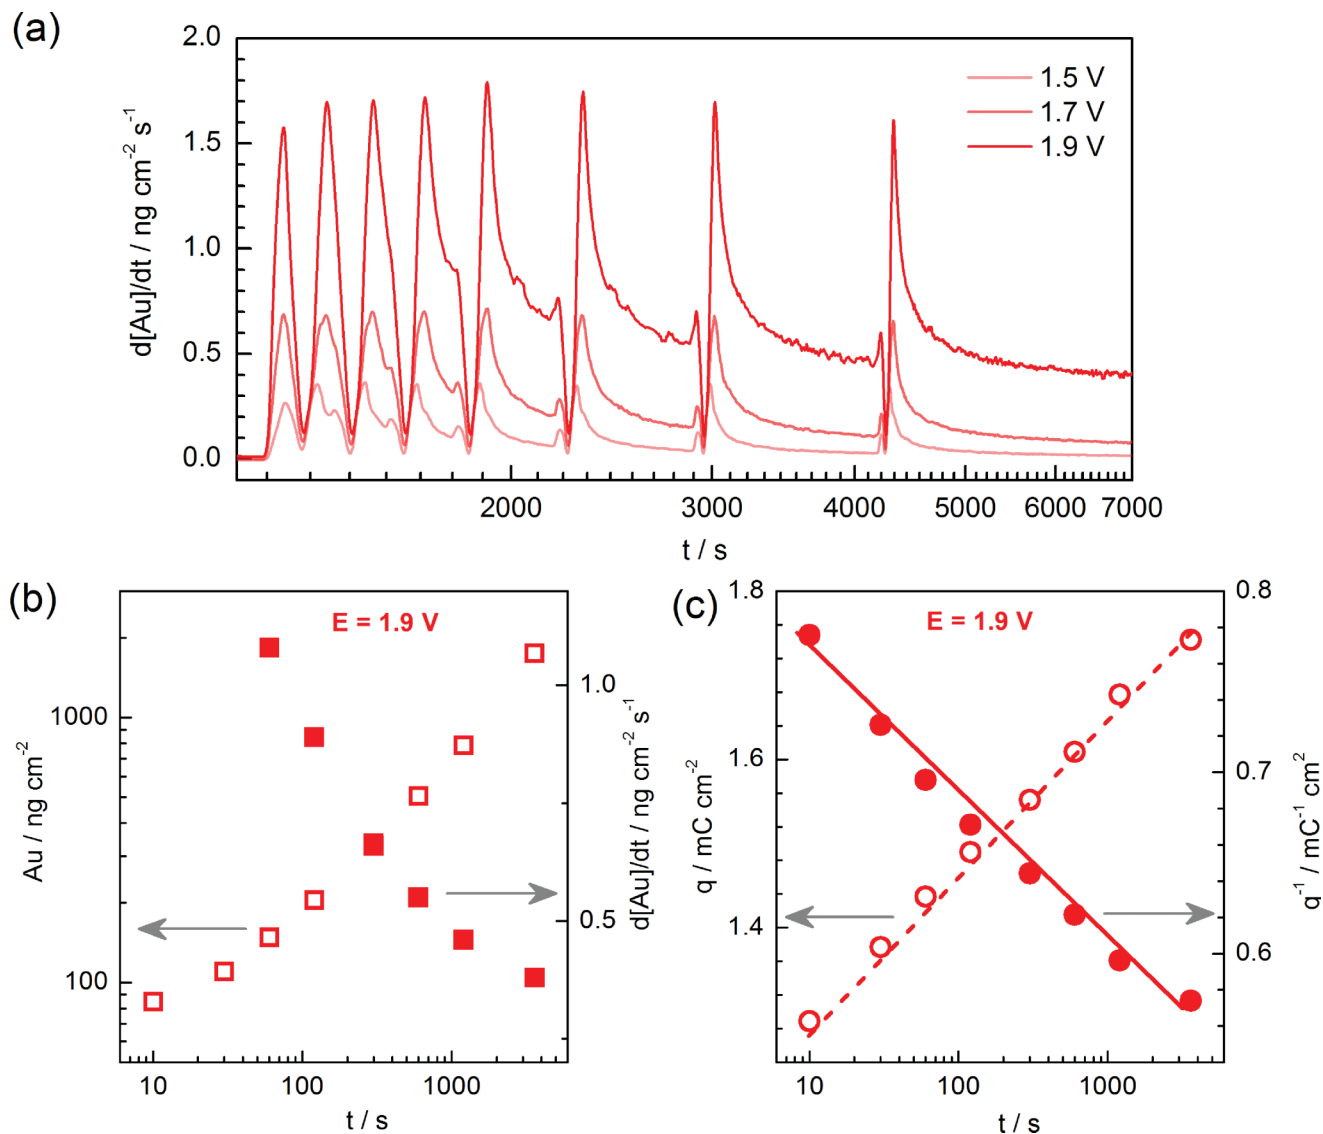 (a)
2.0
1.5
1.0
0.5
0.0
d[Au]/dt / ng cm⁻² s⁻¹
1.5 V
1.7 V
1.9 V
2000 3000 4000 5000 6000 7000
t / s
(b)
E = 1.9 V
1000
100
Au / ng cm⁻²
1.0
0.5
d[Au]/dt / ng cm⁻² s⁻¹
10 100 1000
t / s
(c)
E = 1.9 V
1.8
1.6
1.4
q / mC cm⁻²
0.8
0.7
0.6
q⁻¹ / mC⁻¹ cm²
10 100 1000
t / s